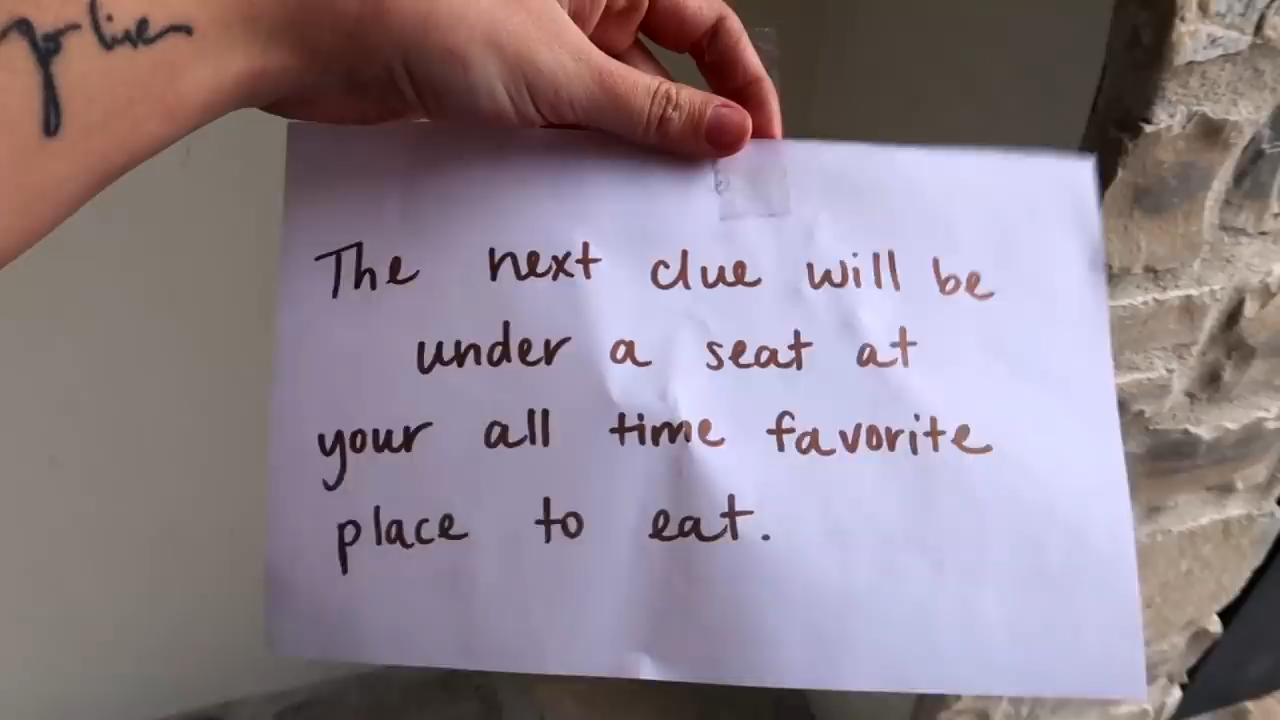 The next clue will be
under a seat at
your all time favorite
place to eat.